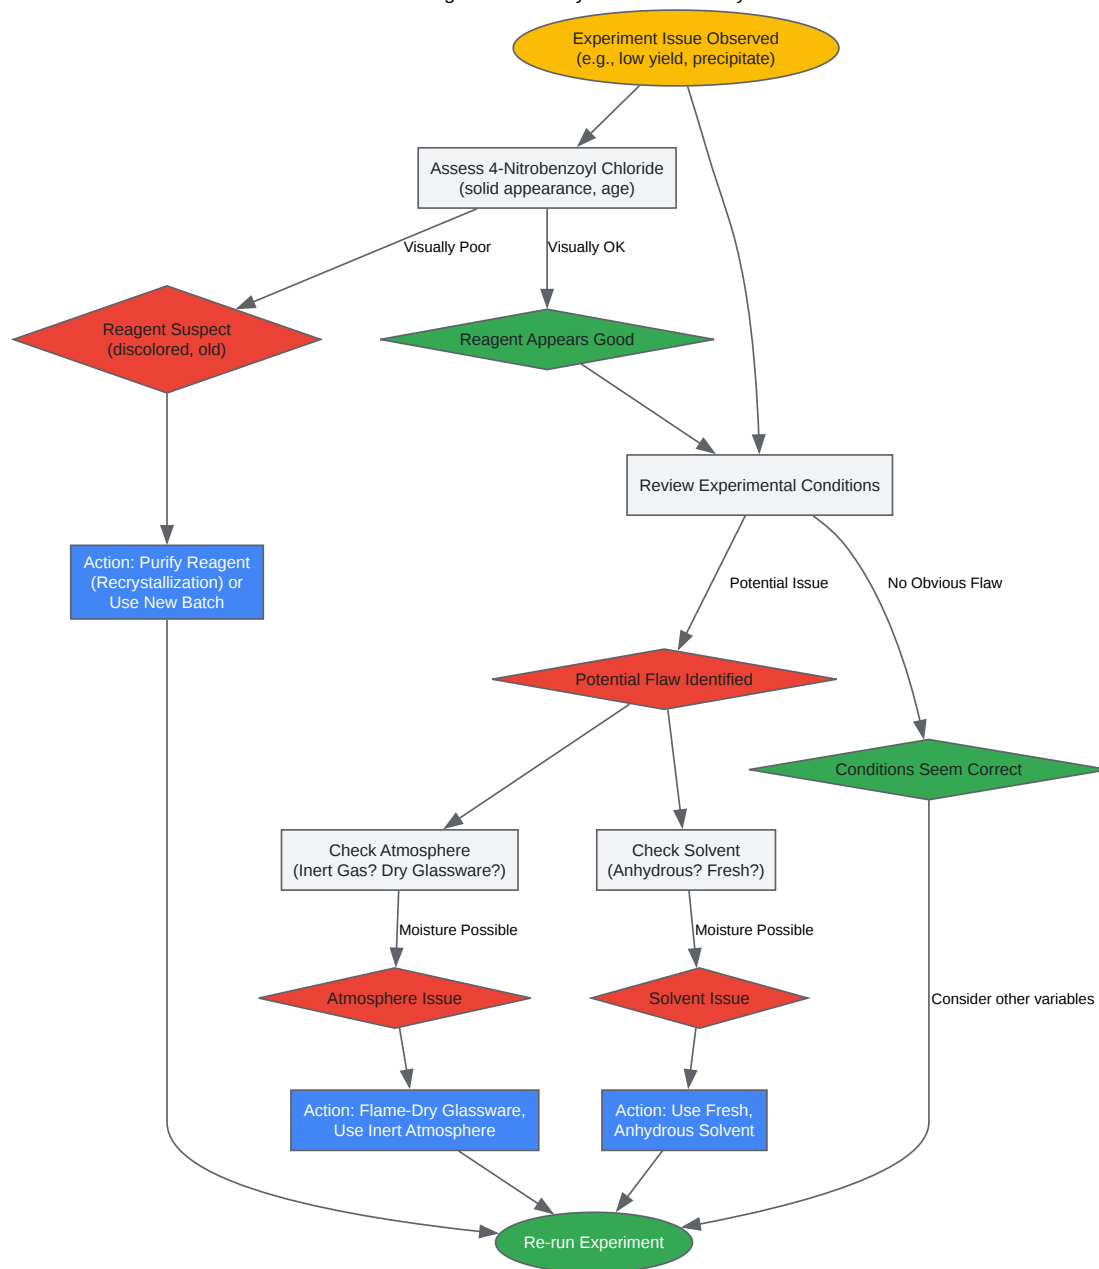 Experiment Issue Observed
(e.g., low yield, precipitate)
Assess 4-Nitrobenzoyl Chloride
(solid appearance, age)
Visually Poor
Visually OK
Reagent Suspect
(discolored, old)
Reagent Appears Good
Review Experimental Conditions
Action: Purify Reagent
(Recrystallization) or
Use New Batch
Potential Issue
No Obvious Flaw
Potential Flaw Identified
Conditions Seem Correct
Check Atmosphere
(Inert Gas? Dry Glassware?)
Check Solvent
(Anhydrous? Fresh?)
Moisture Possible
Moisture Possible
Atmosphere Issue
Solvent Issue
Consider other variables
Action: Flame-Dry Glassware,
Use Inert Atmosphere
Action: Use Fresh,
Anhydrous Solvent
Re-run Experiment